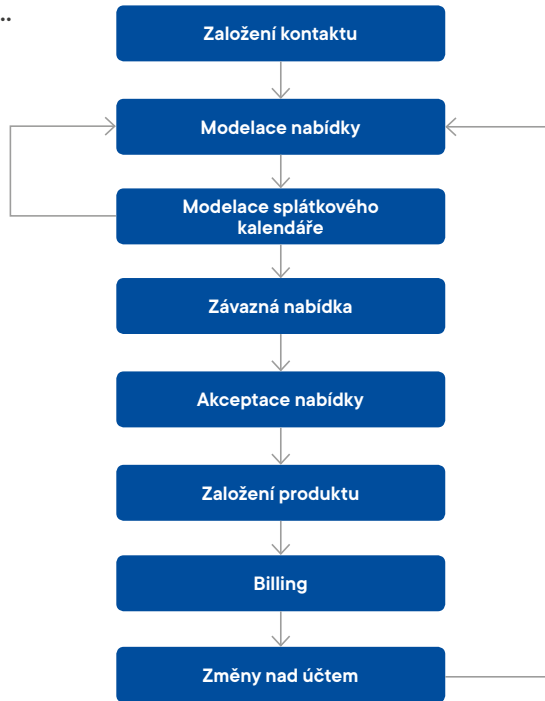 ..
Založení kontaktu
Modelace nabídky
Modelace splátkového
kalendáře
Závazná nabídka
Akceptace nabídky
Založení produktu
Billing
Změny nad účtem